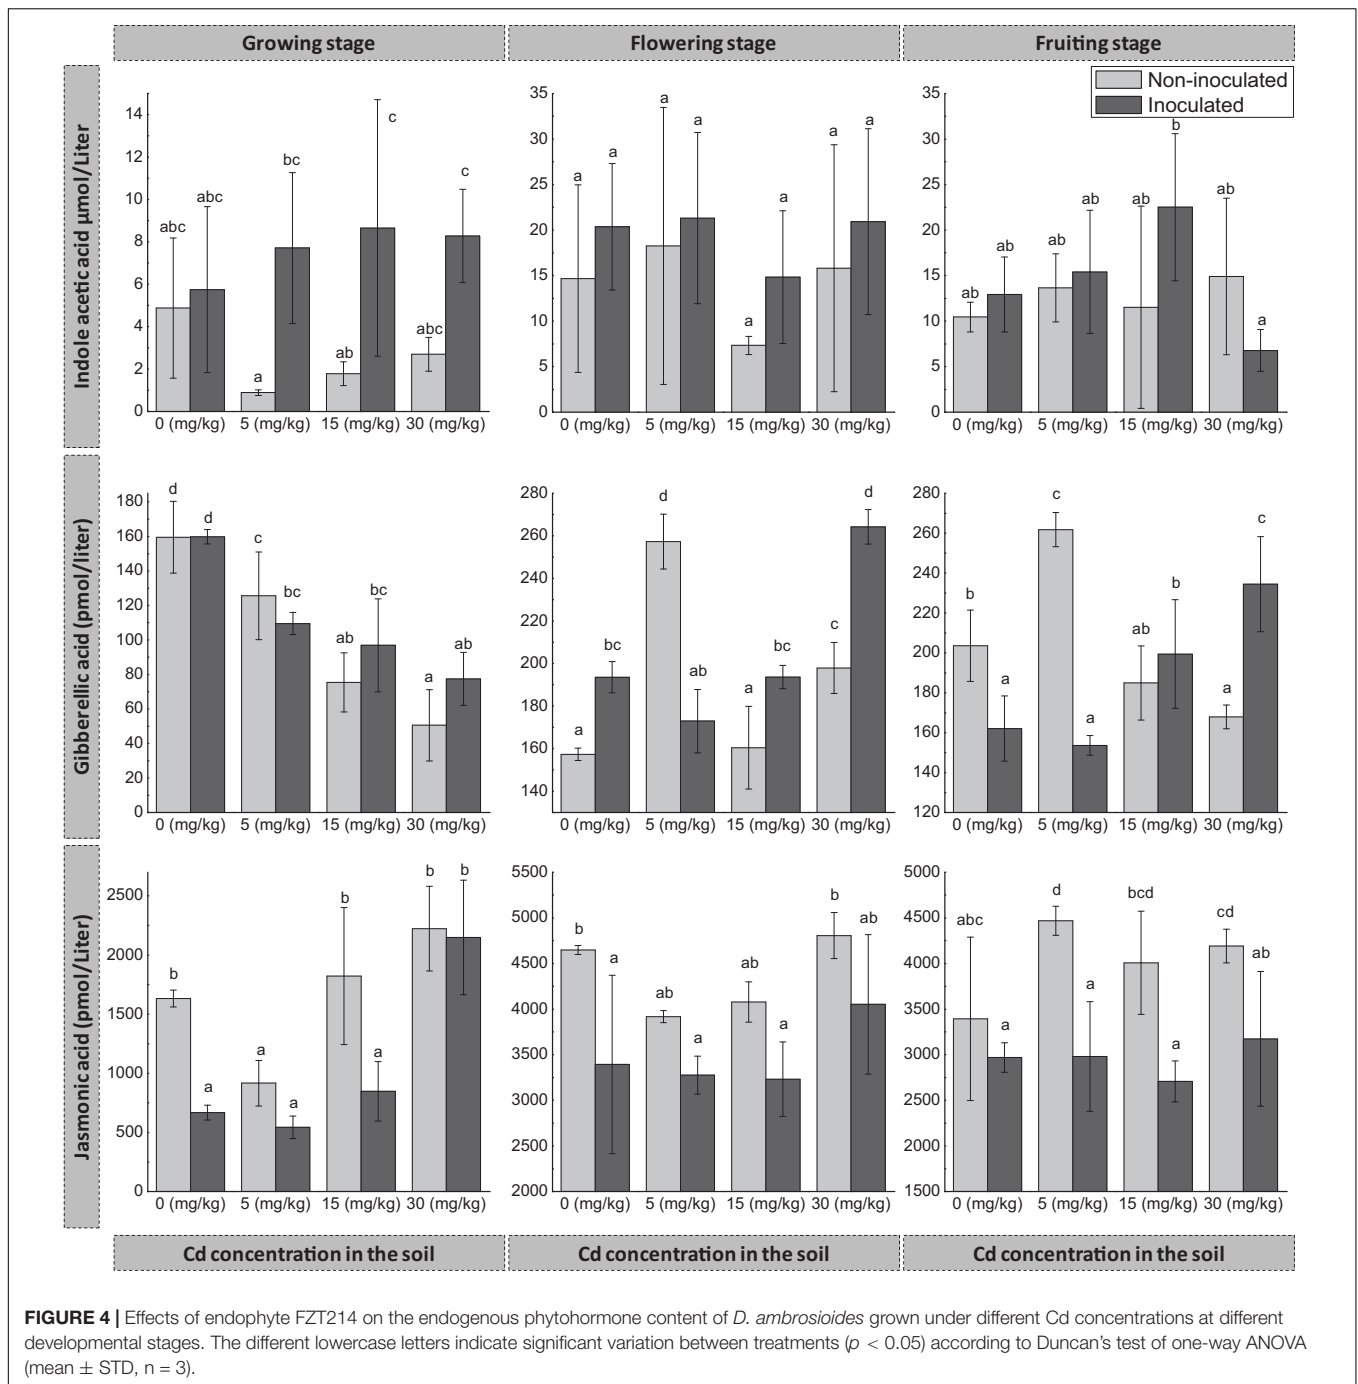 Growing stage Flowering stage Fruiting stage
Non-inoculated
Inoculated
Indole acetic acid µmol/Liter
14
12
10
8
6
4
2
0
abc abc a bc ab c abc c
0 (mg/kg) 5 (mg/kg) 15 (mg/kg) 30 (mg/kg)
35
30
25
20
15
10
5
0
a a a a a a a a
0 (mg/kg) 5 (mg/kg) 15 (mg/kg) 30 (mg/kg)
35
30
25
20
15
10
5
0
ab ab ab ab ab b ab a
0 (mg/kg) 5 (mg/kg) 15 (mg/kg) 30 (mg/kg)
Gibberellic acid (pmol/liter)
180
160
140
120
100
80
60
40
20
0
d d c bc ab bc a ab
0 (mg/kg) 5 (mg/kg) 15 (mg/kg) 30 (mg/kg)
280
260
240
220
200
180
160
140
a bc d ab a bc c d
0 (mg/kg) 5 (mg/kg) 15 (mg/kg) 30 (mg/kg)
280
260
240
220
200
180
160
140
120
b a c a ab b a c
0 (mg/kg) 5 (mg/kg) 15 (mg/kg) 30 (mg/kg)
Jasmonic acid (pmol/Liter)
2500
2000
1500
1000
500
0
b a a a b a b b
0 (mg/kg) 5 (mg/kg) 15 (mg/kg) 30 (mg/kg)
5500
5000
4500
4000
3500
3000
2500
2000
b a ab a ab a b ab
0 (mg/kg) 5 (mg/kg) 15 (mg/kg) 30 (mg/kg)
5000
4500
4000
3500
3000
2500
2000
1500
abc a d a bcd a cd ab
0 (mg/kg) 5 (mg/kg) 15 (mg/kg) 30 (mg/kg)
Cd concentration in the soil Cd concentration in the soil Cd concentration in the soil
FIGURE 4 | Effects of endophyte FZT214 on the endogenous phytohormone content of D. ambrosioides grown under different Cd concentrations at different
developmental stages. The different lowercase letters indicate significant variation between treatments (p < 0.05) according to Duncan's test of one-way ANOVA
(mean ± STD, n = 3).